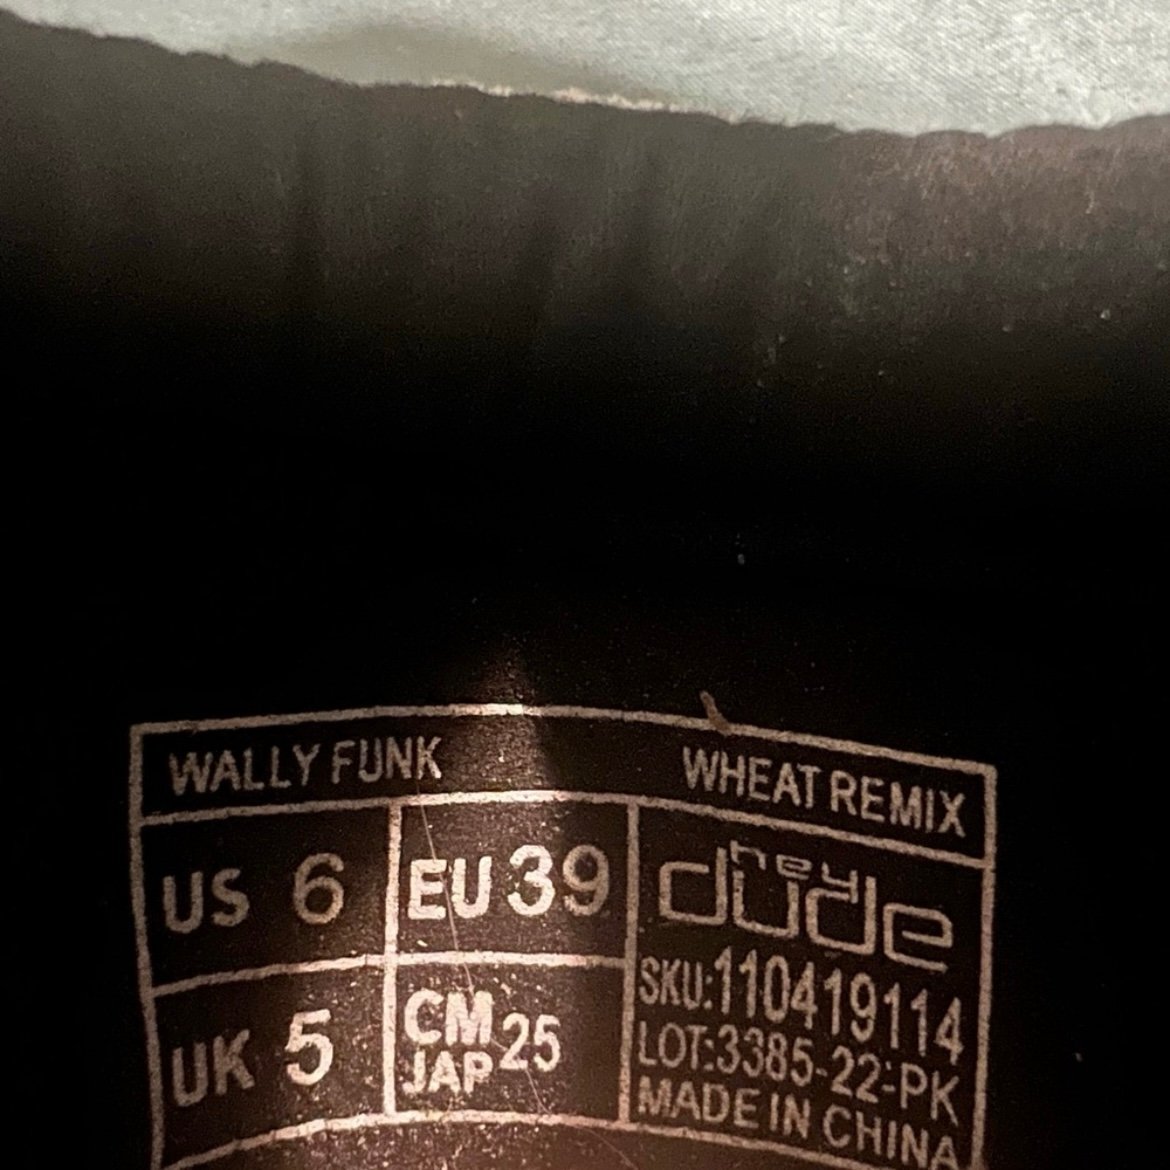 WALLY FUNK WHEAT REMIX
US 6 EU 39
hey
dude
UK 5 CM
JAP 25
SKU:110419114
LOT:3385-22-PK
MADE IN CHINA